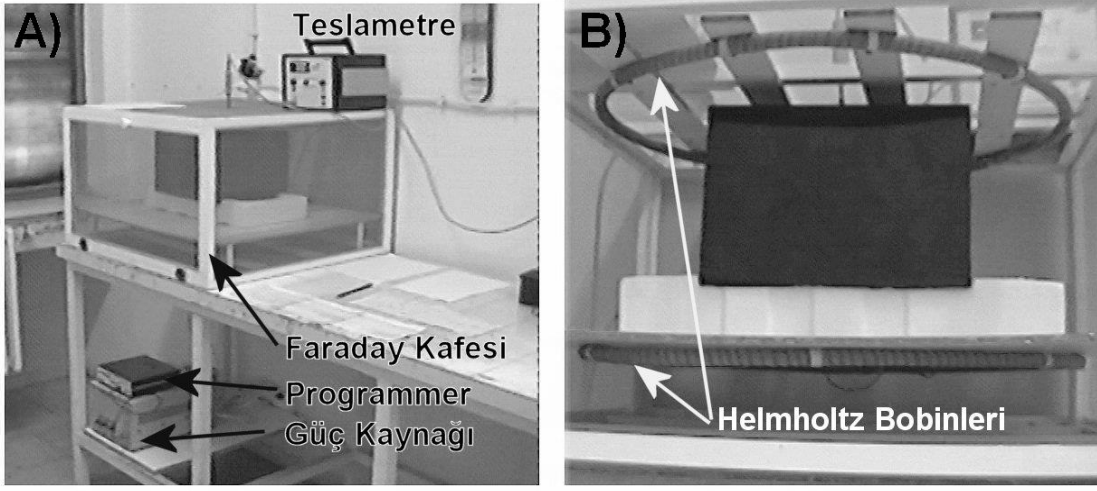 A)
Teslametre
Faraday Kafesi
Programmer
Güç Kaynağı
B)
Helmholtz Bobinleri